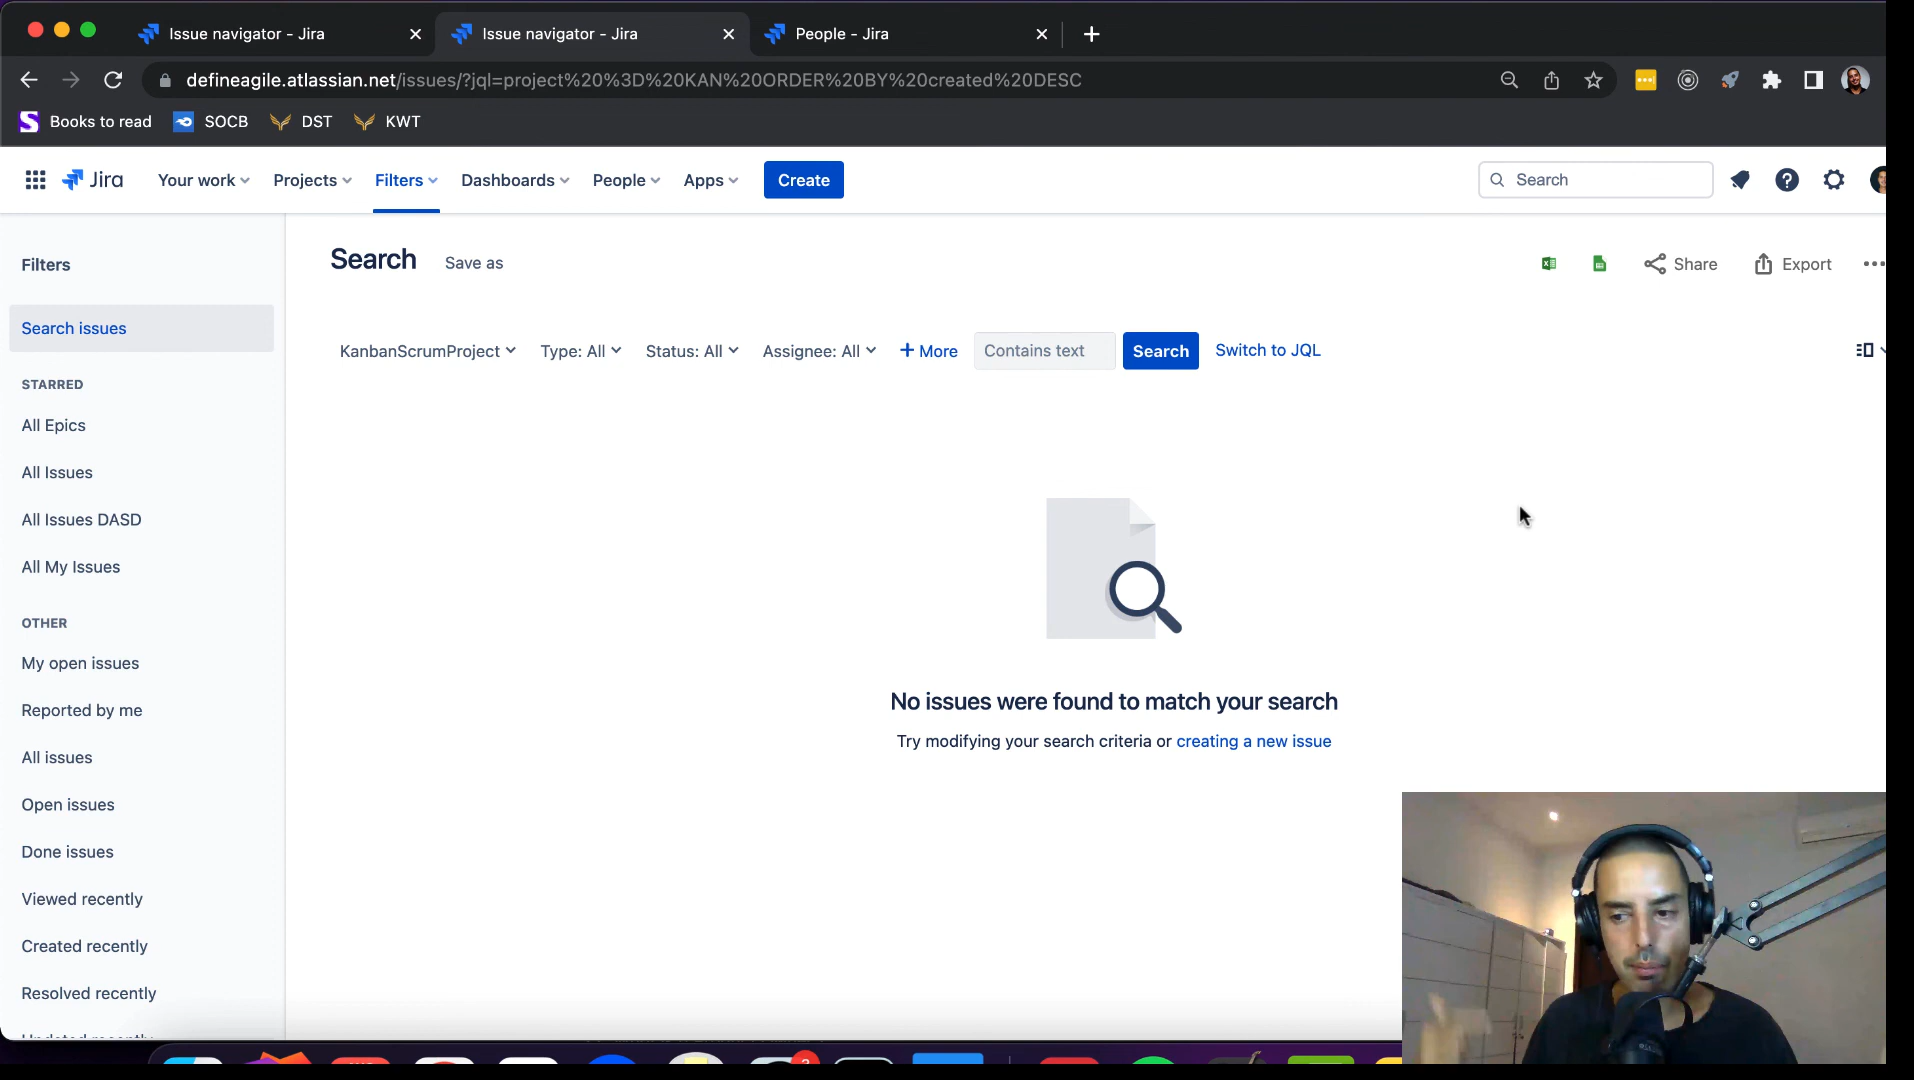 Issue navigator - Jira
Issue navigator - Jira
People - Jira
defineagile.atlassian.net/issues/?jql=project%20%3D%20KAN%20ORDER%20BY%20created%20DESC
Books to read
SOCB
DST
KWT
Jira
Your work
Projects
Filters
Dashboards
People
Apps
Create
Search
Filters
Search
Save as
Share
Export
Search issues
KanbanScrumProject
Type: All
Status: All
Assignee: All
+ More
Contains text
Search
Switch to JQL
STARRED
All Epics
All Issues
All Issues DASD
All My Issues
OTHER
My open issues
Reported by me
All issues
Open issues
Done issues
Viewed recently
Created recently
Resolved recently
No issues were found to match your search
Try modifying your search criteria or creating a new issue